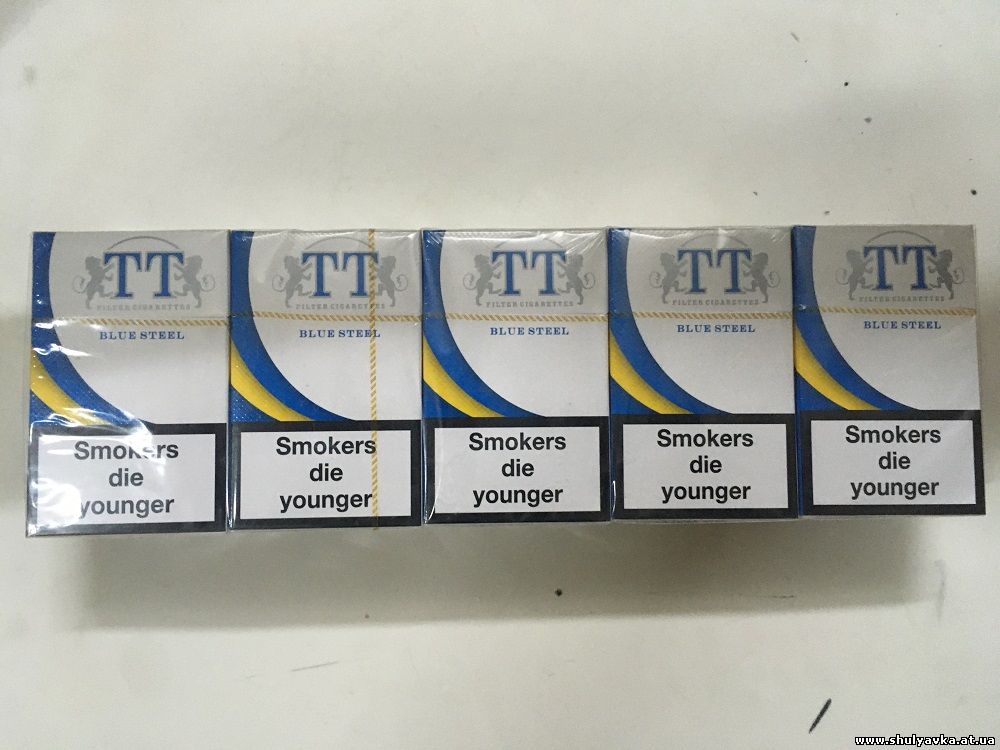 TT
FILTER CIGARETTES
BLUE STEEL
Smokers
die
younger
TT
FILTER CIGARETTES
BLUE STEEL
Smokers
die
younger
TT
FILTER CIGARETTES
BLUE STEEL
Smokers
die
younger
TT
FILTER CIGARETTES
BLUE STEEL
Smokers
die
younger
TT
FILTER CIGARETTES
BLUE STEEL
Smokers
die
younger
www.shulyavka.at.ua